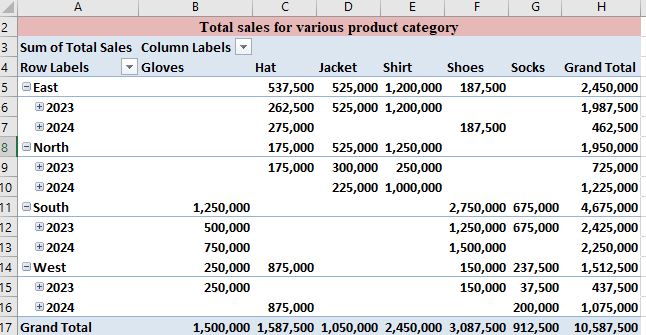 A B C D E F G H
2 Total sales for various product category
3 Sum of Total Sales Column Labels
4 Row Labels Gloves Hat Jacket Shirt Shoes Socks Grand Total
5 East 537,500 525,000 1,200,000 187,500 2,450,000
6 2023 262,500 525,000 1,200,000 1,987,500
7 2024 275,000 187,500 462,500
8 North 175,000 525,000 1,250,000 1,950,000
9 2023 175,000 300,000 250,000 725,000
10 2024 225,000 1,000,000 1,225,000
11 South 1,250,000 2,750,000 675,000 4,675,000
12 2023 500,000 1,250,000 675,000 2,425,000
13 2024 750,000 1,500,000 2,250,000
14 West 250,000 875,000 150,000 237,500 1,512,500
15 2023 250,000 150,000 37,500 437,500
16 2024 875,000 200,000 1,075,000
17 Grand Total 1,500,000 1,587,500 1,050,000 2,450,000 3,087,500 912,500 10,587,500